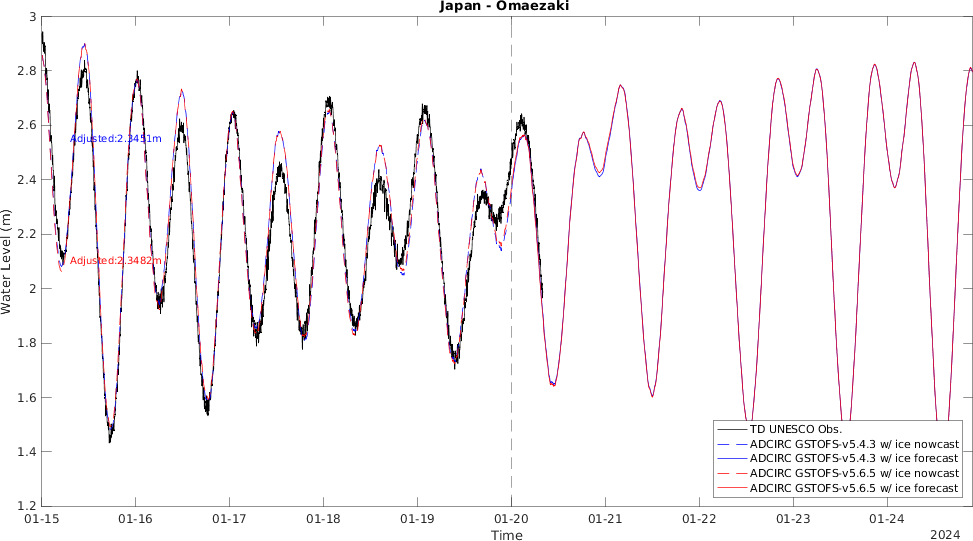 Japan - Omaezaki
3
2.8
2.6
2.4
2.2
2
1.8
1.6
1.4
1.2
Water Level (m)
Adjusted:2.3451m
Adjusted:2.3482m
TD UNESCO Obs.
ADCIRC GSTOFS-v5.4.3 w/ ice nowcast
ADCIRC GSTOFS-v5.4.3 w/ ice forecast
ADCIRC GSTOFS-v5.6.5 w/ ice nowcast
ADCIRC GSTOFS-v5.6.5 w/ ice forecast
01-15 01-16 01-17 01-18 01-19 01-20 01-21 01-22 01-23 01-24
Time
2024